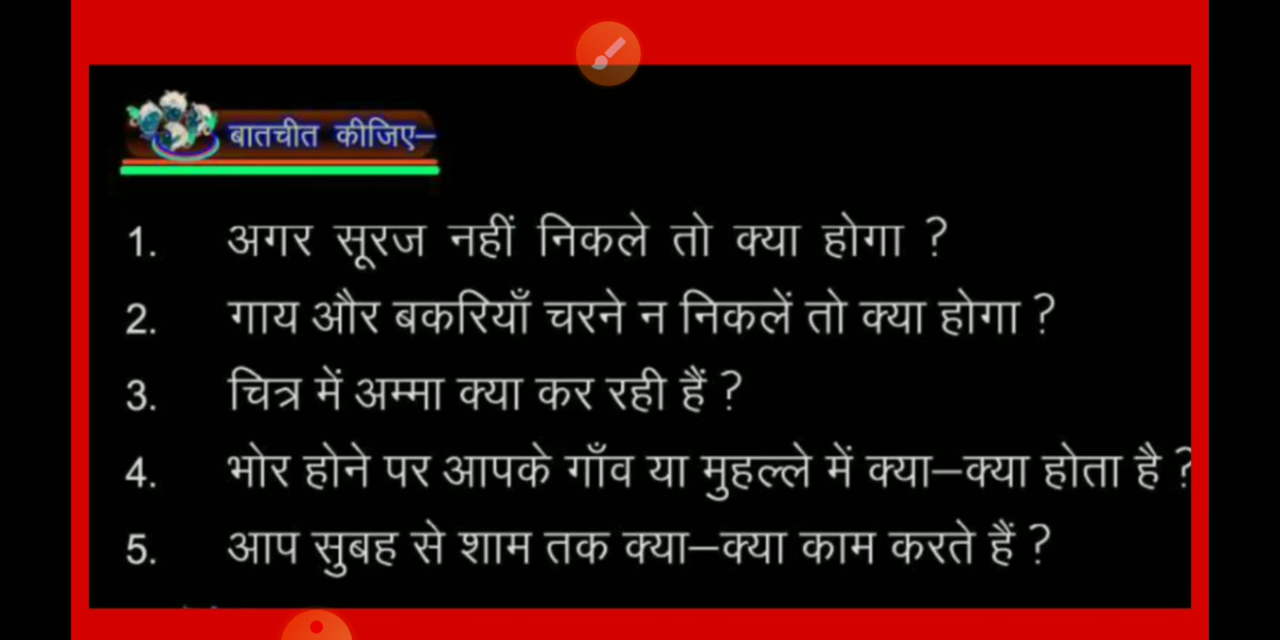 बातचीत कीजिए–
1. अगर सूरज नहीं निकले तो क्या होगा ?
2. गाय और बकरियाँ चरने न निकलें तो क्या होगा ?
3. चित्र में अम्मा क्या कर रही हैं ?
4. भोर होने पर आपके गाँव या मुहल्ले में क्या–क्या होता है ?
5. आप सुबह से शाम तक क्या–क्या काम करते हैं ?